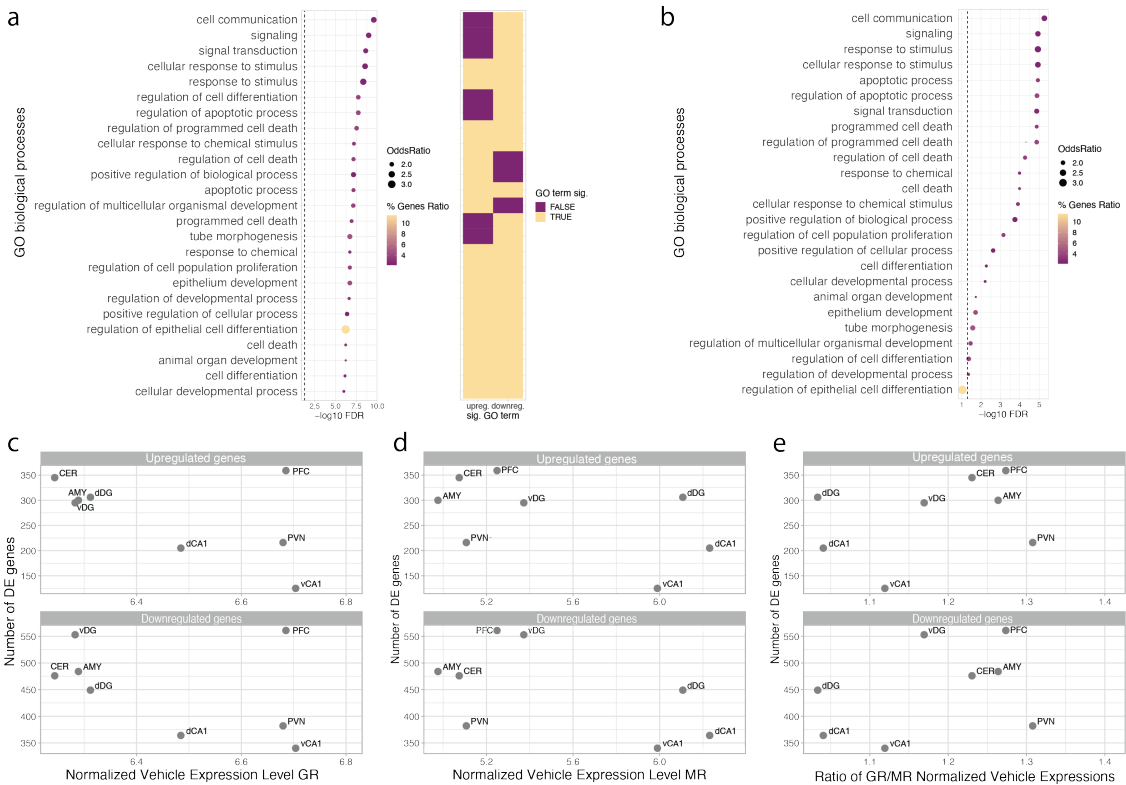 a
GO biological processes
cell communication
signaling
signal transduction
cellular response to stimulus
response to stimulus
regulation of cell differentiation
regulation of apoptotic process
regulation of programmed cell death
cellular response to chemical stimulus
regulation of cell death
positive regulation of biological process
apoptotic process
regulation of multicellular organismal development
programmed cell death
tube morphogenesis
response to chemical
regulation of cell population proliferation
epithelium development
regulation of developmental process
positive regulation of cellular process
regulation of epithelial cell differentiation
cell death
animal organ development
cell differentiation
cellular developmental process
2.5 5.0 7.5 10.0
−log10 FDR
OddsRatio
2.0
2.5
3.0
% Genes Ratio
10
8
6
4
upreg. downreg.
sig. GO term
GO term sig.
FALSE
TRUE
b
GO biological processes
cell communication
signaling
response to stimulus
cellular response to stimulus
apoptotic process
regulation of apoptotic process
signal transduction
programmed cell death
regulation of programmed cell death
regulation of cell death
response to chemical
cell death
cellular response to chemical stimulus
positive regulation of biological process
regulation of cell population proliferation
positive regulation of cellular process
cell differentiation
cellular developmental process
animal organ development
epithelium development
tube morphogenesis
regulation of multicellular organismal development
regulation of cell differentiation
regulation of developmental process
regulation of epithelial cell differentiation
1 2 3 4 5
−log10 FDR
OddsRatio
2.0
2.5
3.0
% Genes Ratio
10
8
6
4
c
Number of DE genes
Upregulated genes
350
300
250
200
150
CER
PFC
AMY
dDG
vDG
dCA1
PVN
vCA1
6.4 6.6 6.8
Downregulated genes
550
500
450
400
350
vDG
PFC
CER
AMY
dDG
PVN
dCA1
vCA1
6.4 6.6 6.8
Normalized Vehicle Expression Level GR
d
Number of DE genes
Upregulated genes
350
300
250
200
150
CER
PFC
AMY
vDG
dDG
PVN
dCA1
vCA1
5.2 5.6 6.0
Downregulated genes
550
500
450
400
350
PFC
vDG
AMY
CER
dDG
PVN
dCA1
vCA1
5.2 5.6 6.0
Normalized Vehicle Expression Level MR
e
Number of DE genes
Upregulated genes
350
300
250
200
150
PFC
CER
dDG
vDG
AMY
dCA1
PVN
vCA1
1.1 1.2 1.3 1.4
Downregulated genes
550
500
450
400
350
vDG
PFC
CER
AMY
dDG
PVN
dCA1
vCA1
1.1 1.2 1.3 1.4
Ratio of GR/MR Normalized Vehicle Expressions